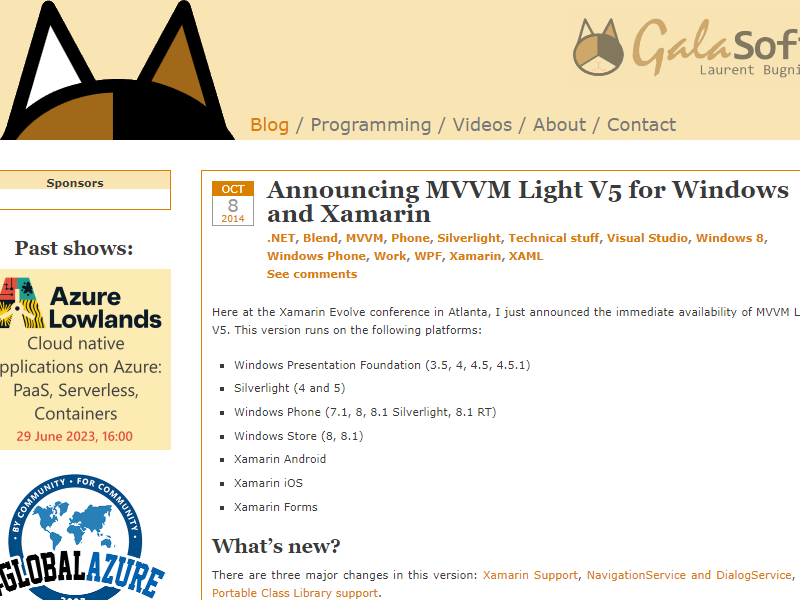 GalaSoft
Laurent Bugni
Blog / Programming / Videos / About / Contact
Sponsors
Past shows:
Azure
Lowlands
Cloud native
pplications on Azure:
PaaS, Serverless,
Containers
29 June 2023, 16:00
• BY COMMUNITY • FOR COMMUNITY •
GLOBAL AZURE
OCT
8
2014
Announcing MVVM Light V5 for Windows
and Xamarin
.NET, Blend, MVVM, Phone, Silverlight, Technical stuff, Visual Studio, Windows 8,
Windows Phone, Work, WPF, Xamarin, XAML
See comments
Here at the Xamarin Evolve conference in Atlanta, I just announced the immediate availability of MVVM L
V5. This version runs on the following platforms:
Windows Presentation Foundation (3.5, 4, 4.5, 4.5.1)
Silverlight (4 and 5)
Windows Phone (7.1, 8, 8.1 Silverlight, 8.1 RT)
Windows Store (8, 8.1)
Xamarin Android
Xamarin iOS
Xamarin Forms
What's new?
There are three major changes in this version: Xamarin Support, NavigationService and DialogService,
Portable Class Library support.